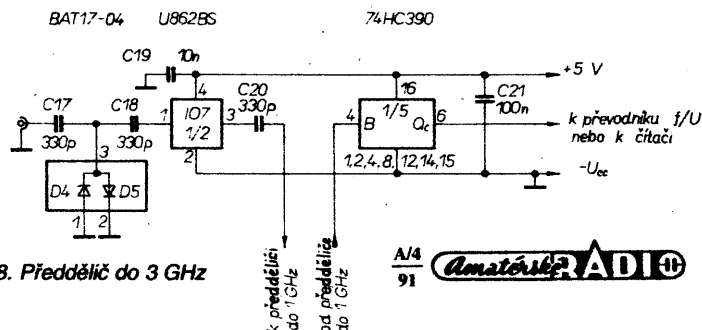 BAT17-04 U862BS 74HC390
C19 10n
+5 V
C17 330p
C18 330p
1 4 3 2
IO7
1/2
C20
330p
16
1/5
4 B Qc 6
C21
100n
k převodníku f/U
nebo k čítači
1,2,4,8, 12,14,15
-Ucc
3
D4 D5
1 2
k předděliči
do 1 GHz
od předděliče
do 1 GHz
8. Předdělič do 3 GHz
A/4
91
Amatérské RADIO